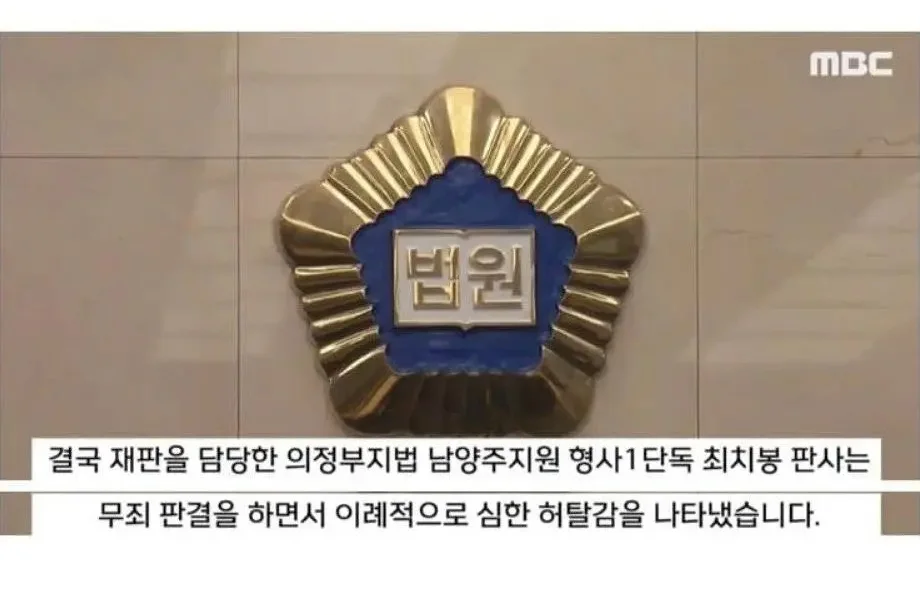 MBC
법원
결국 재판을 담당한 의정부지법 남양주지원 형사1단독 최치봉 판사는
무죄 판결을 하면서 이례적으로 심한 허탈감을 나타냈습니다.